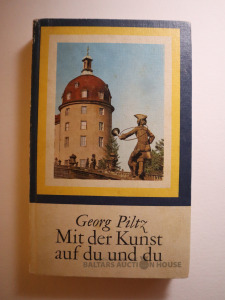 Georg Piltz
Mit der Kunst
auf du und du
BALTARS AUCTION HOUSE